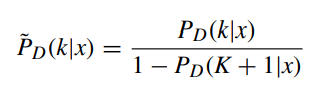 P̃_D(k|x) = P_D(k|x) / (1 − P_D(K + 1|x))